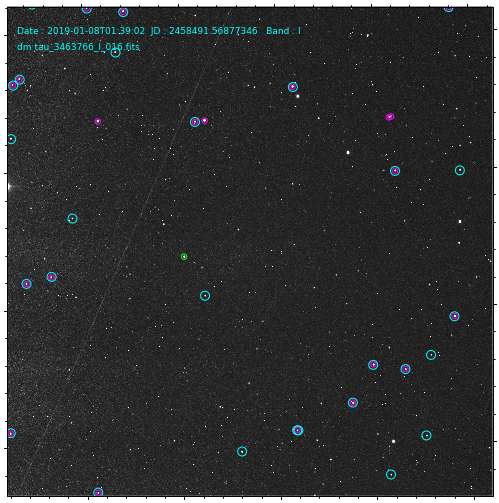 Date : 2019-01-08T01:39:02 JD : 2458491.56877346 Band : I
dm tau_3463766_I_016.fits